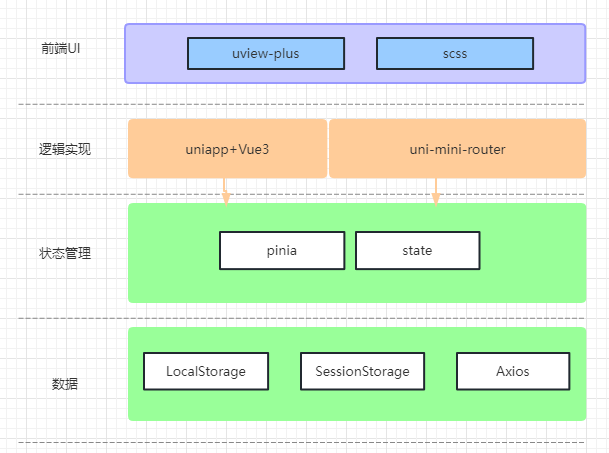 前端UI
uview-plus
scss
逻辑实现
uniapp+Vue3
uni-mini-router
状态管理
pinia
state
数据
LocalStorage
SessionStorage
Axios